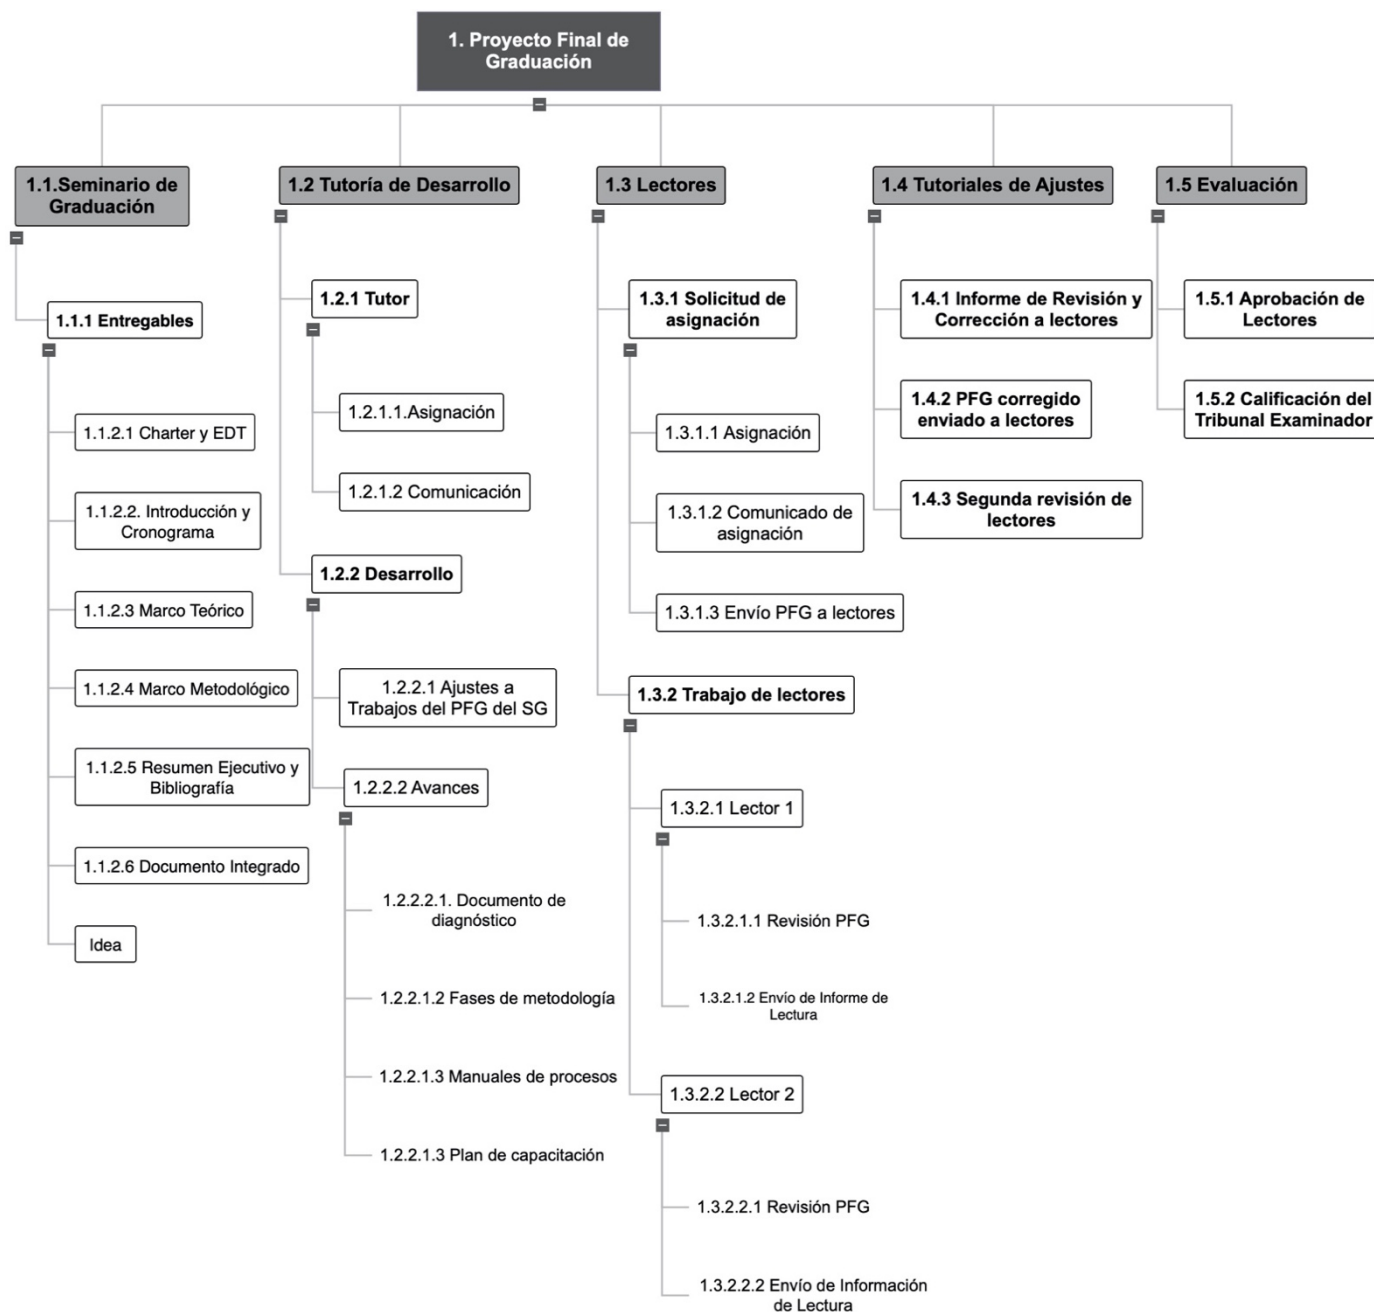 1. Proyecto Final de
Graduación
1.1.Seminario de
Graduación
1.1.1 Entregables
1.1.2.1 Charter y EDT
1.1.2.2. Introducción y
Cronograma
1.1.2.3 Marco Teórico
1.1.2.4 Marco Metodológico
1.1.2.5 Resumen Ejecutivo y
Bibliografía
1.1.2.6 Documento Integrado
Idea
1.2 Tutoría de Desarrollo
1.2.1 Tutor
1.2.1.1.Asignación
1.2.1.2 Comunicación
1.2.2 Desarrollo
1.2.2.1 Ajustes a
Trabajos del PFG del SG
1.2.2.2 Avances
1.2.2.2.1. Documento de
diagnóstico
1.2.2.1.2 Fases de metodología
1.2.2.1.3 Manuales de procesos
1.2.2.1.3 Plan de capacitación
1.3 Lectores
1.3.1 Solicitud de
asignación
1.3.1.1 Asignación
1.3.1.2 Comunicado de
asignación
1.3.1.3 Envío PFG a lectores
1.3.2 Trabajo de lectores
1.3.2.1 Lector 1
1.3.2.1.1 Revisión PFG
1.3.2.1.2 Envío de Informe de
Lectura
1.3.2.2 Lector 2
1.3.2.2.1 Revisión PFG
1.3.2.2.2 Envío de Información
de Lectura
1.4 Tutoriales de Ajustes
1.4.1 Informe de Revisión y
Corrección a lectores
1.4.2 PFG corregido
enviado a lectores
1.4.3 Segunda revisión de
lectores
1.5 Evaluación
1.5.1 Aprobación de
Lectores
1.5.2 Calificación del
Tribunal Examinador